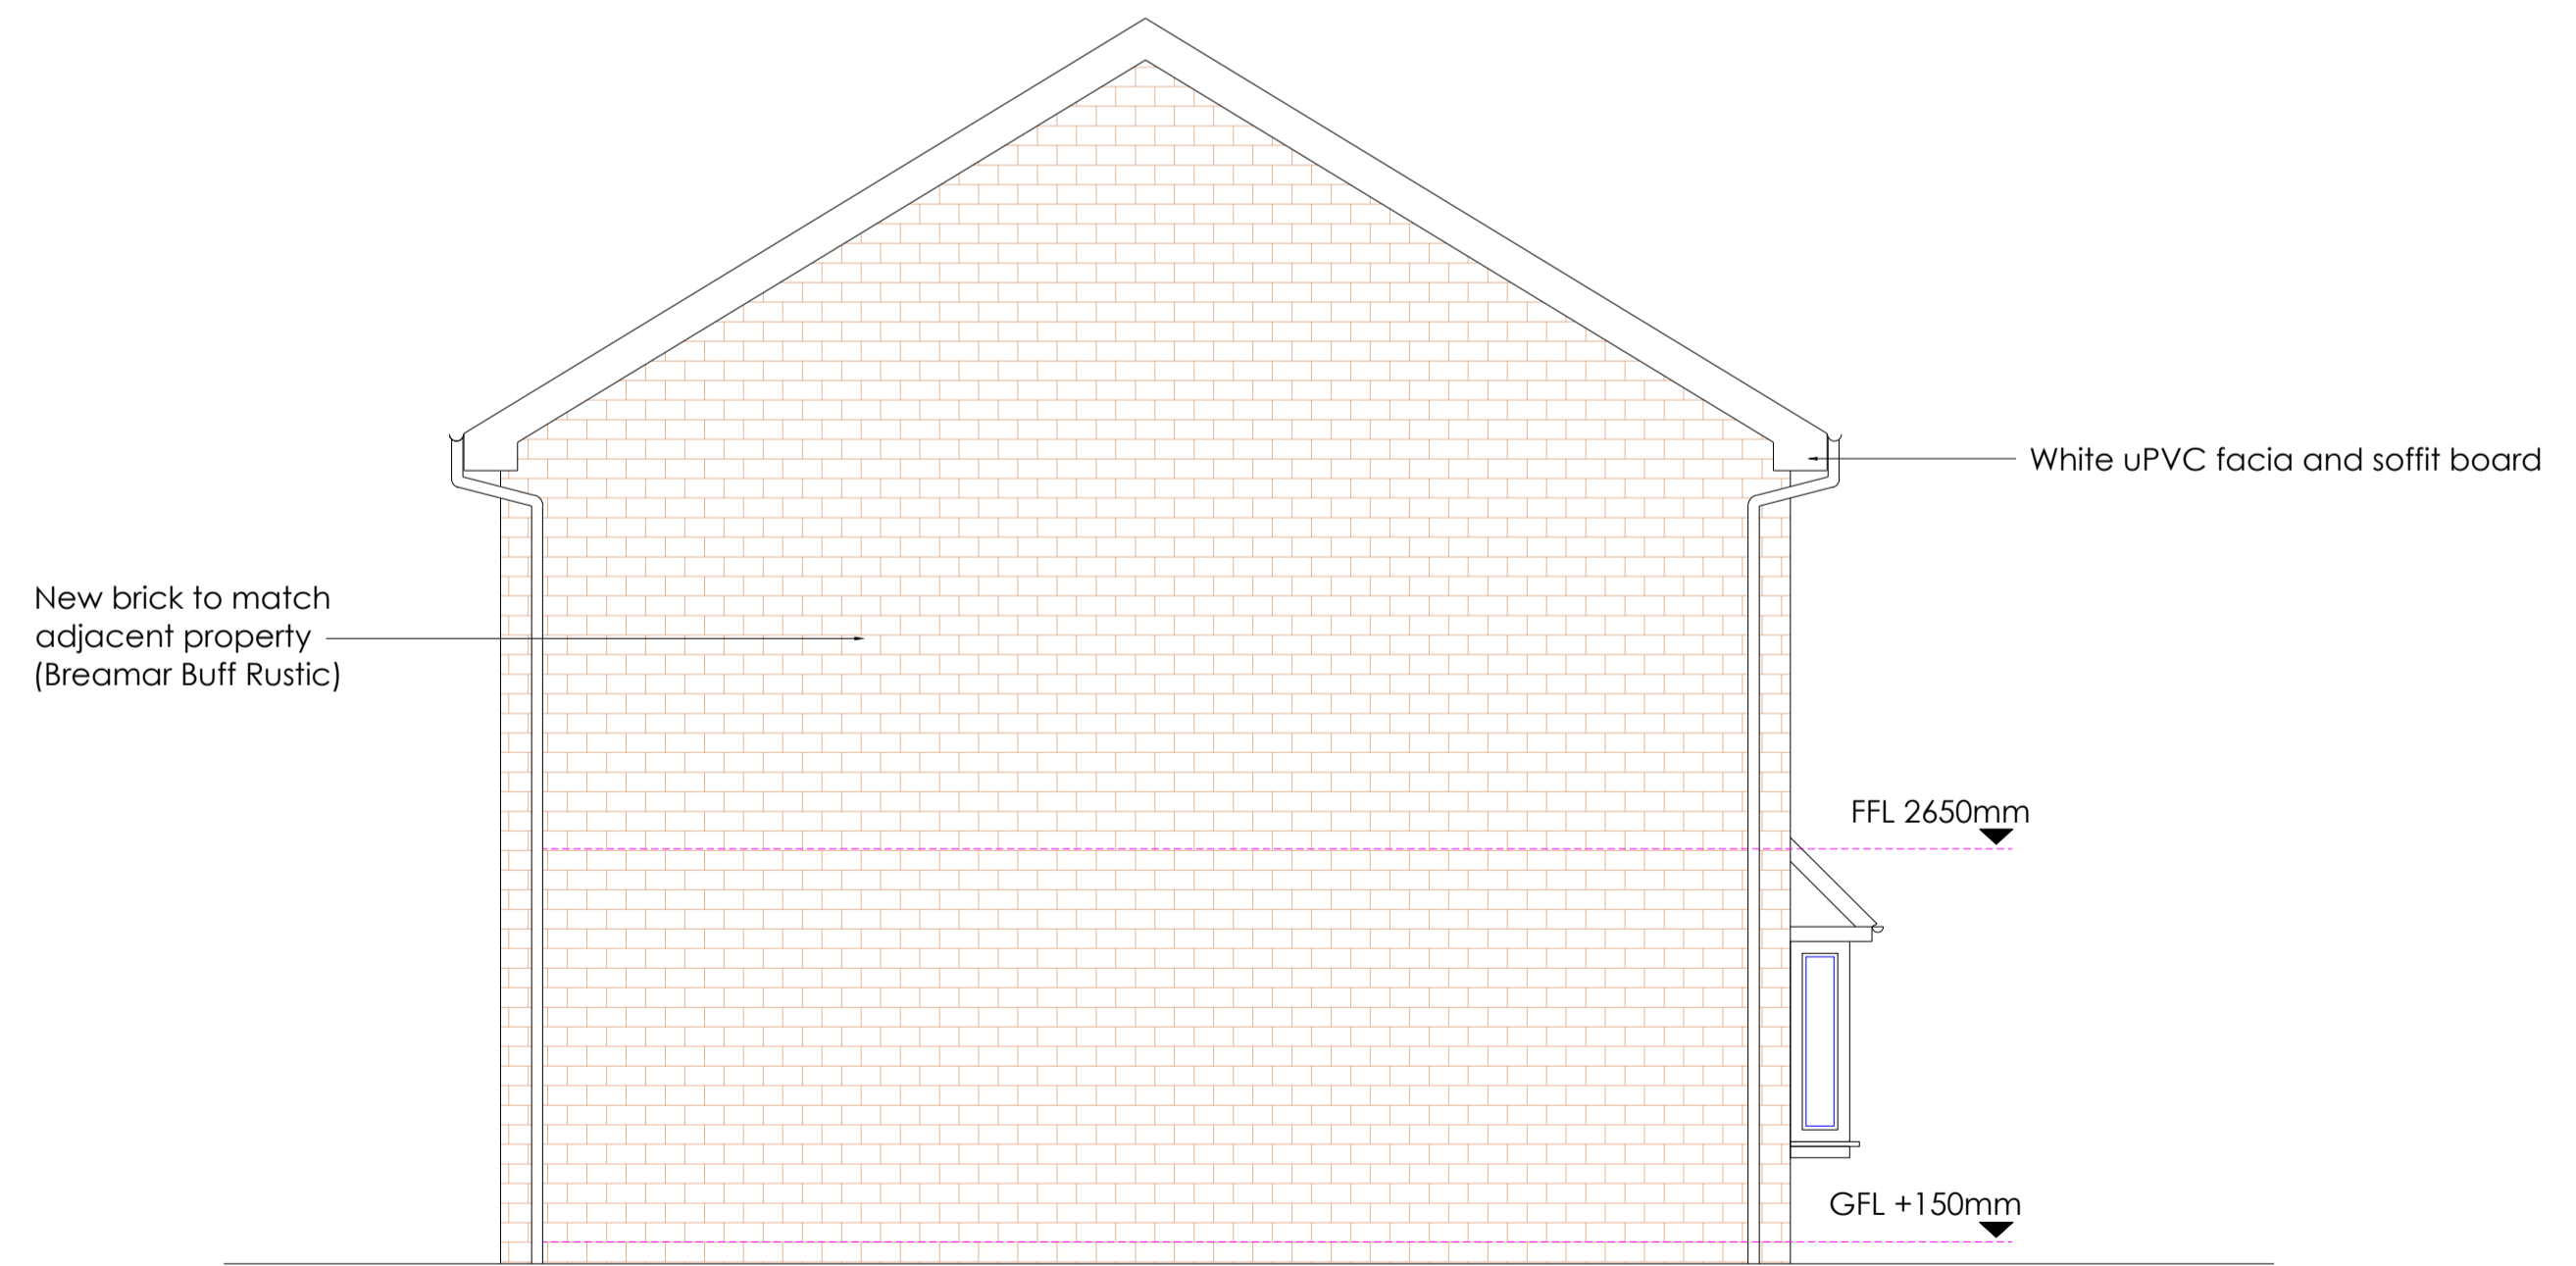 White uPVC facia and soffit board
New brick to match
adjacent property
(Breamar Buff Rustic)
FFL 2650mm
GFL +150mm